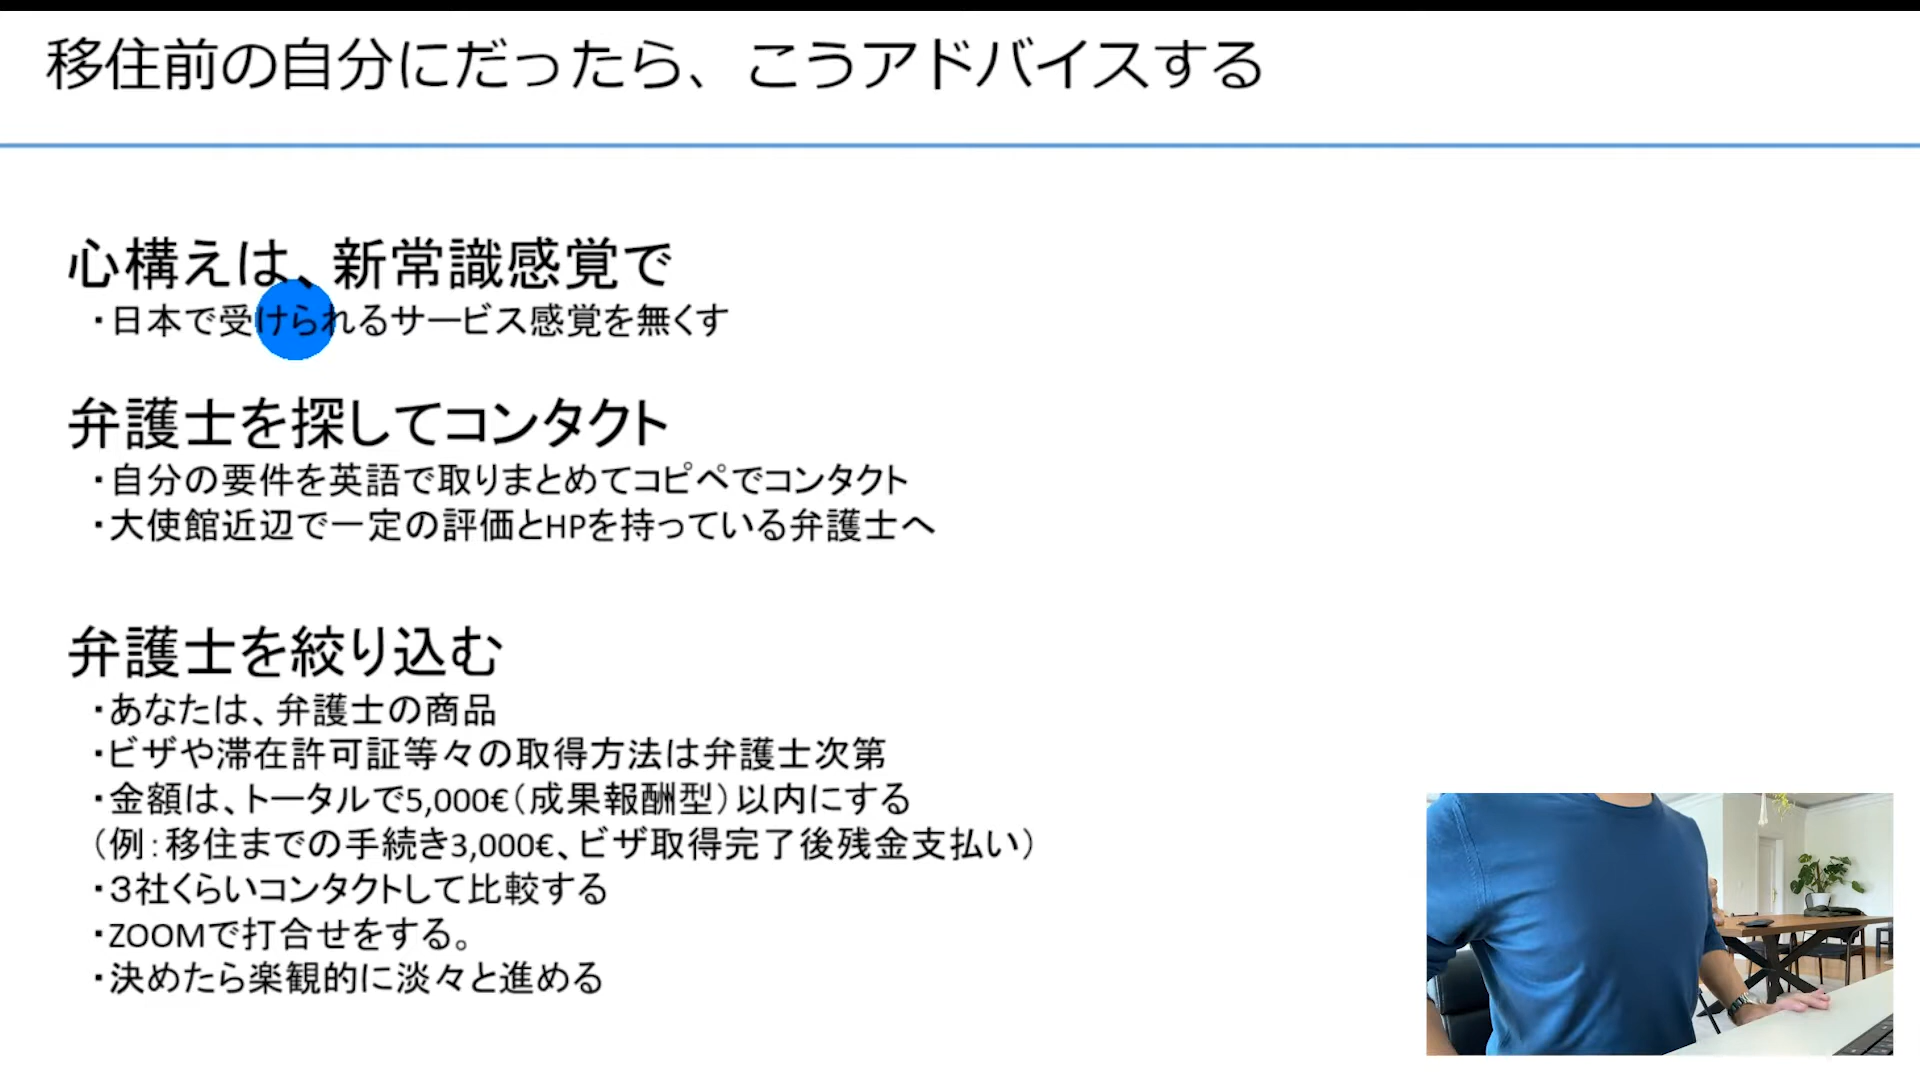 移住前の自分にだったら、こうアドバイスする
心構えは、新常識感覚で
・日本で受けられるサービス感覚を無くす
弁護士を探してコンタクト
・自分の要件を英語で取りまとめてコピペでコンタクト
・大使館近辺で一定の評価とHPを持っている弁護士へ
弁護士を絞り込む
・あなたは、弁護士の商品
・ビザや滞在許可証等々の取得方法は弁護士次第
・金額は、トータルで5,000€（成果報酬型）以内にする
（例：移住までの手続き3,000€、ビザ取得完了後残金支払い）
・３社くらいコンタクトして比較する
・ZOOMで打合せをする。
・決めたら楽観的に淡々と進める